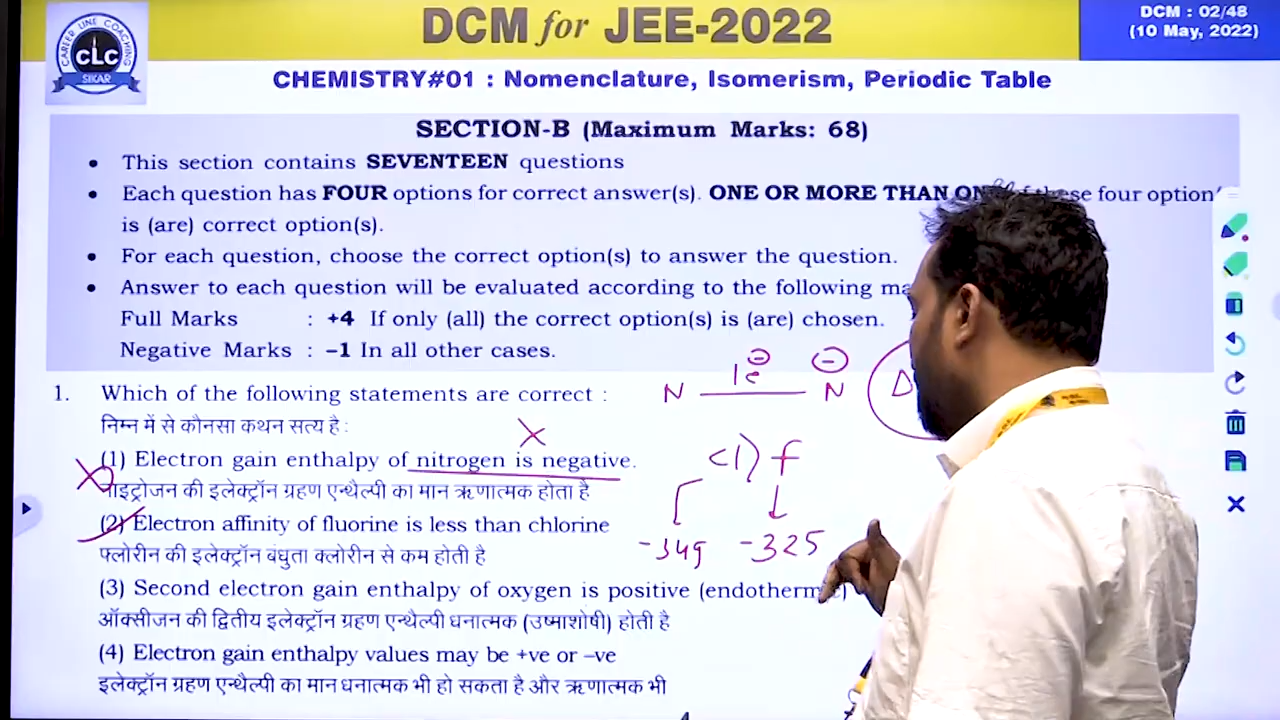 DCM for JEE-2022
DCM : 02/48
(10 May, 2022)
CAREER LINE COACHING
CLC
SIKAR
CHEMISTRY#01 : Nomenclature, Isomerism, Periodic Table
SECTION-B (Maximum Marks: 68)
• This section contains SEVENTEEN questions
• Each question has FOUR options for correct answer(s). ONE OR MORE THAN of these four option
is (are) correct option(s).
• For each question, choose the correct option(s) to answer the question.
• Answer to each question will be evaluated according to the following
Full Marks : +4 If only (all) the correct option(s) is (are) chosen.
Negative Marks : –1 In all other cases.
1. Which of the following statements are correct :
निम्न में से कौनसा कथन सत्य है :
(1) Electron gain enthalpy of nitrogen is negative.
नाइट्रोजन की इलेक्ट्रॉन ग्रहण एन्थैल्पी का मान ऋणात्मक होता है
(2) Electron affinity of fluorine is less than chlorine
फ्लोरीन की इलेक्ट्रॉन बंधुता क्लोरीन से कम होती है
(3) Second electron gain enthalpy of oxygen is positive (endothermic)
ऑक्सीजन की द्वितीय इलेक्ट्रॉन ग्रहण एन्थैल्पी धनात्मक (उष्माशोषी) होती है
(4) Electron gain enthalpy values may be +ve or –ve
इलेक्ट्रॉन ग्रहण एन्थैल्पी का मान धनात्मक भी हो सकता है और ऋणात्मक भी
N 1e⊖ N⊖
Cl) F
-349 -325